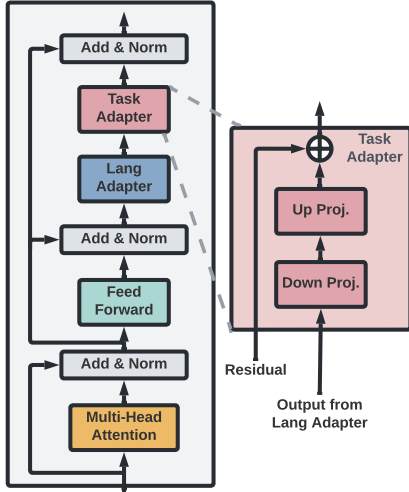 Add & Norm
Task
Adapter
Lang
Adapter
Add & Norm
Feed
Forward
Add & Norm
Multi-Head
Attention
Task
Adapter
Up Proj.
Down Proj.
Residual
Output from
Lang Adapter